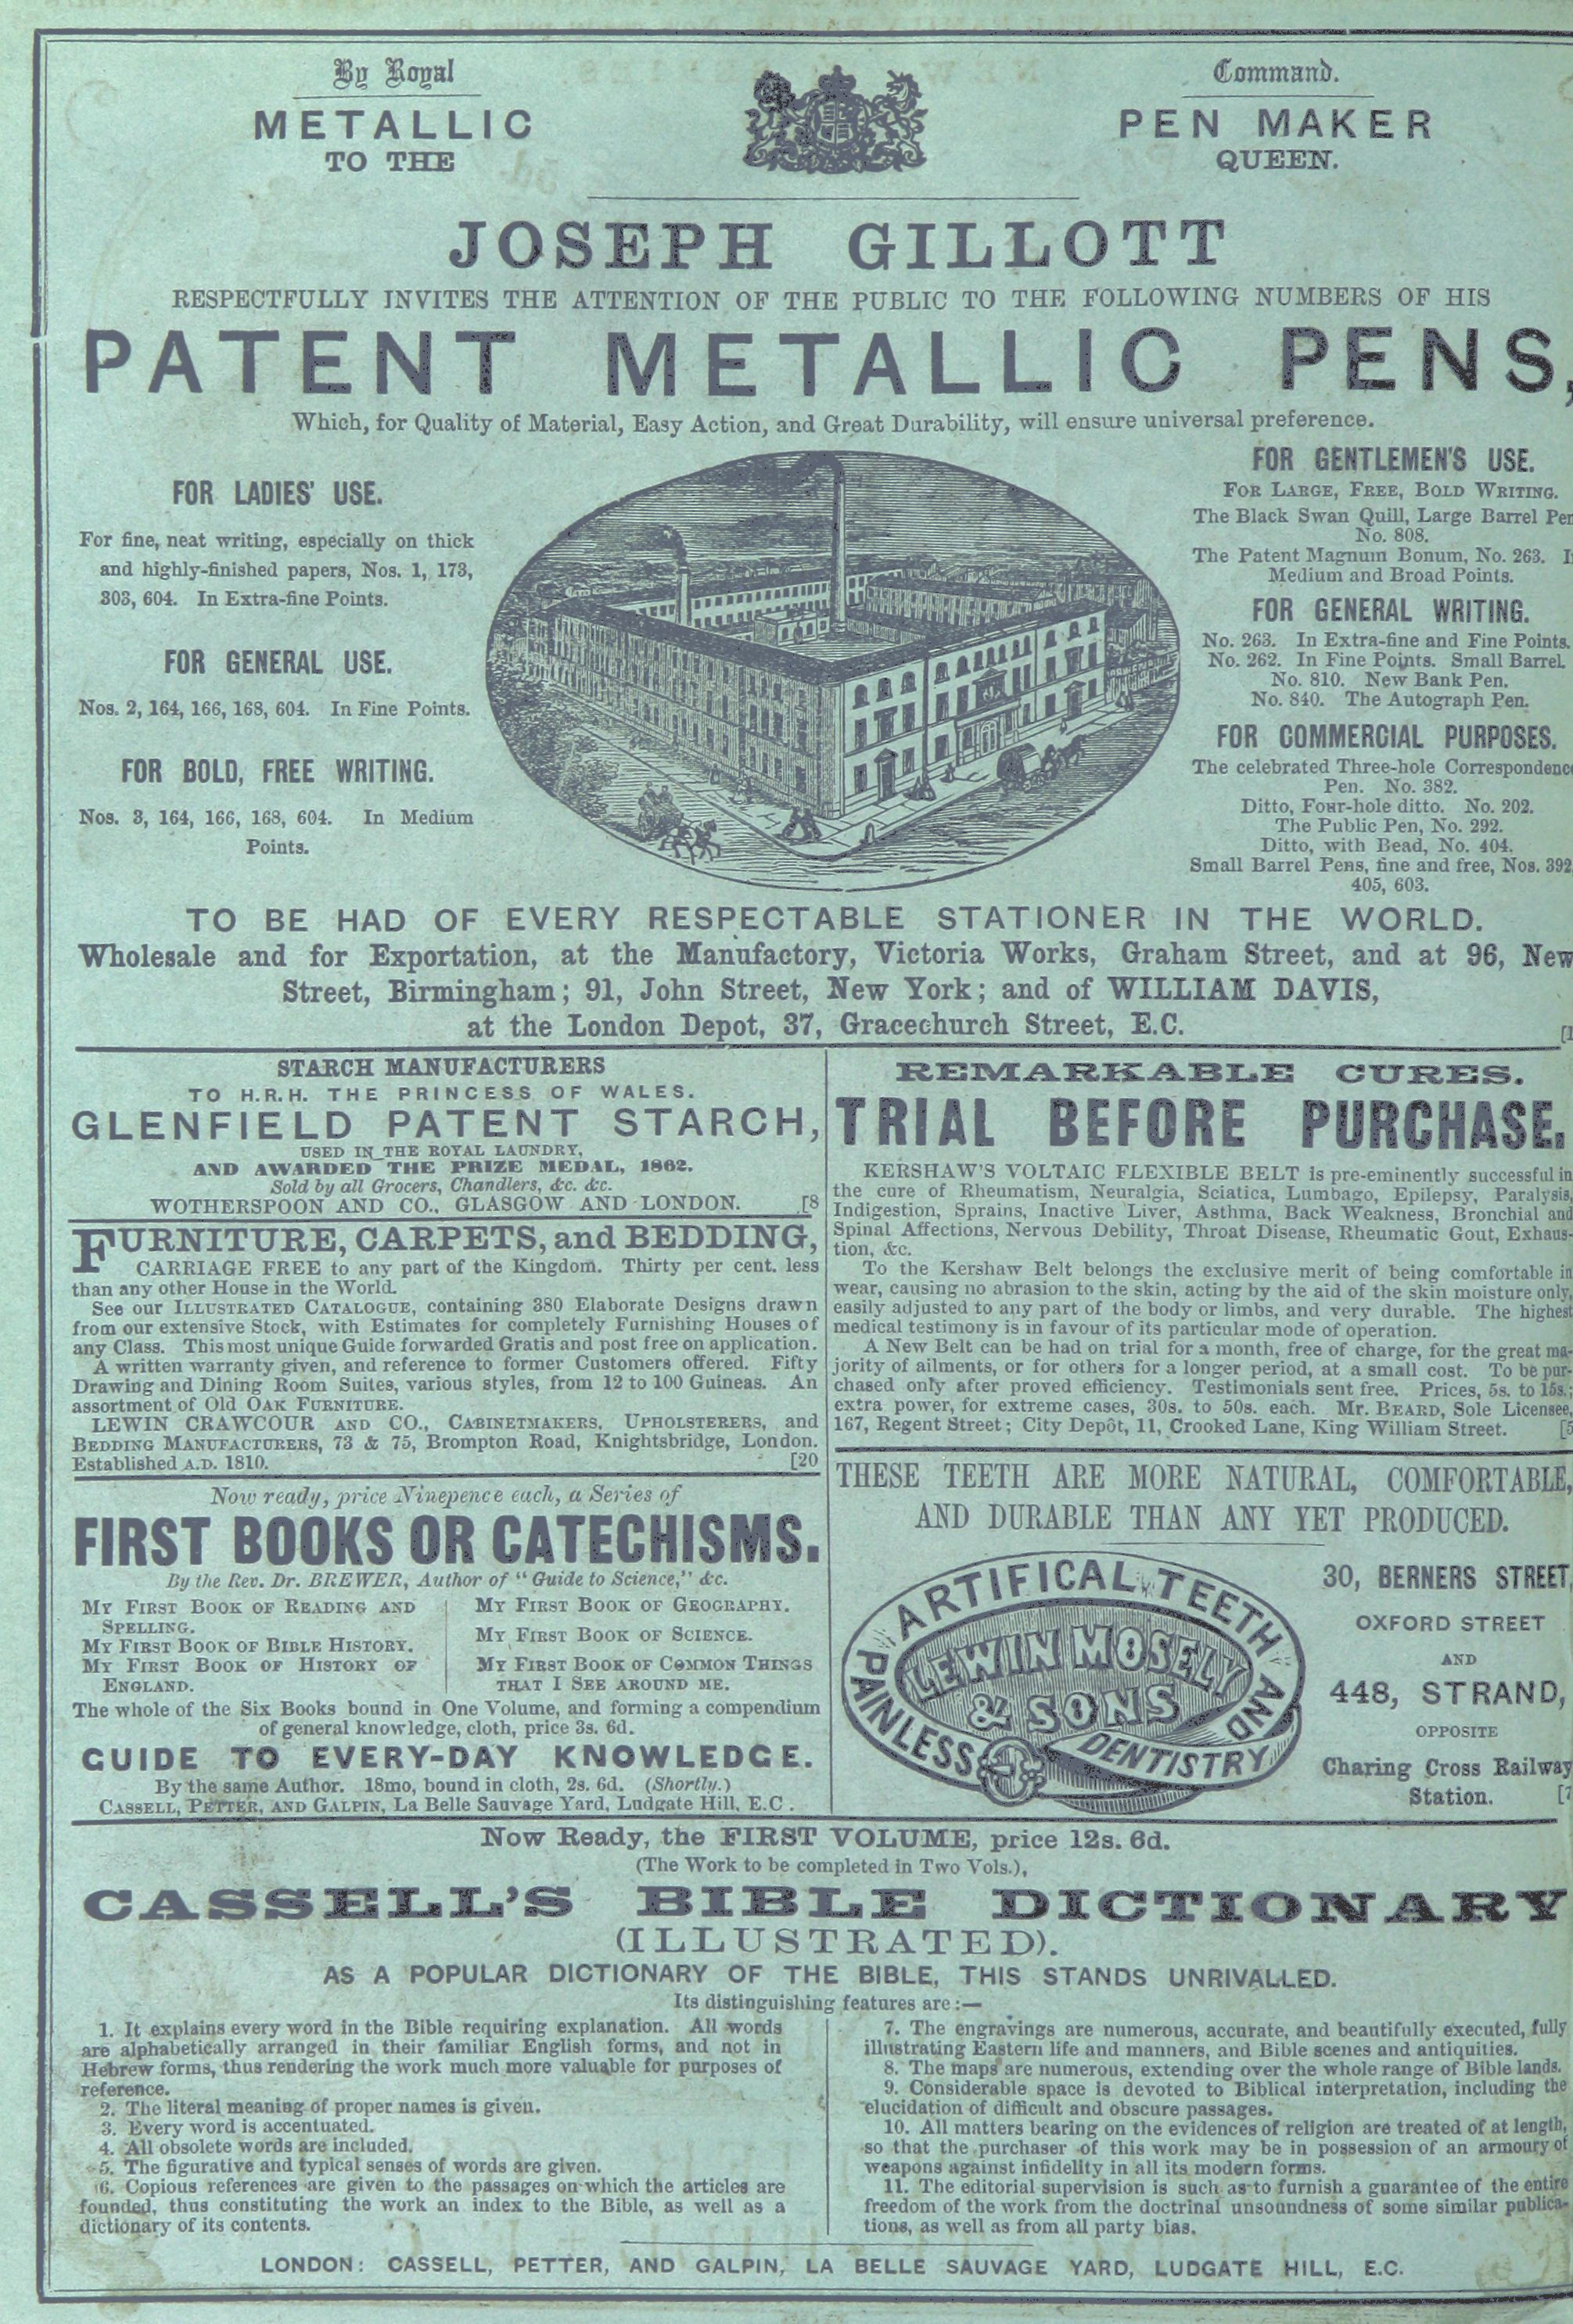 By Royal
METALLIC
TO THE
Command.
PEN MAKER
QUEEN.
JOSEPH GILLOTT
RESPECTFULLY INVITES THE ATTENTION OF THE PUBLIC TO THE FOLLOWING NUMBERS OF HIS
PATENT METALLIC PENS,
Which, for Quality of Material, Easy Action, and Great Durability, will ensure universal preference.
FOR LADIES' USE.
For fine, neat writing, especially on thick
and highly-finished papers, Nos. 1, 173,
303, 604. In Extra-fine Points.
FOR GENERAL USE.
Nos. 2, 164, 166, 168, 604. In Fine Points.
FOR BOLD, FREE WRITING.
Nos. 3, 164, 166, 168, 604. In Medium
Points.
FOR GENTLEMEN'S USE.
FOR LARGE, FREE, BOLD WRITING.
The Black Swan Quill, Large Barrel Pen
No. 808.
The Patent Magnum Bonum, No. 263. I
Medium and Broad Points.
FOR GENERAL WRITING.
No. 263. In Extra-fine and Fine Points.
No. 262. In Fine Points. Small Barrel.
No. 810. New Bank Pen.
No. 840. The Autograph Pen.
FOR COMMERCIAL PURPOSES.
The celebrated Three-hole Correspondence
Pen. No. 382.
Ditto, Four-hole ditto. No. 202.
The Public Pen, No. 292.
Ditto, with Bead, No. 404.
Small Barrel Pens, fine and free, Nos. 392,
405, 603.
TO BE HAD OF EVERY RESPECTABLE STATIONER IN THE WORLD.
Wholesale and for Exportation, at the Manufactory, Victoria Works, Graham Street, and at 96, New
Street, Birmingham; 91, John Street, New York; and of WILLIAM DAVIS,
at the London Depot, 37, Gracechurch Street, E.C.
[1
STARCH MANUFACTURERS
TO H.R.H. THE PRINCESS OF WALES.
GLENFIELD PATENT STARCH,
USED IN THE ROYAL LAUNDRY,
AND AWARDED THE PRIZE MEDAL, 1862.
Sold by all Grocers, Chandlers, &c. &c.
WOTHERSPOON AND CO., GLASGOW AND LONDON. [8
FURNITURE, CARPETS, and BEDDING,
CARRIAGE FREE to any part of the Kingdom. Thirty per cent. less
than any other House in the World.
See our ILLUSTRATED CATALOGUE, containing 380 Elaborate Designs drawn
from our extensive Stock, with Estimates for completely Furnishing Houses of
any Class. This most unique Guide forwarded Gratis and post free on application.
A written warranty given, and reference to former Customers offered. Fifty
Drawing and Dining Room Suites, various styles, from 12 to 100 Guineas. An
assortment of Old OAK FURNITURE.
LEWIN CRAWCOUR AND CO., CABINETMAKERS, UPHOLSTERERS, and
BEDDING MANUFACTURERS, 73 & 75, Brompton Road, Knightsbridge, London.
Established A.D. 1810. [20
Now ready, price Ninepence each, a Series of
FIRST BOOKS OR CATECHISMS.
By the Rev. Dr. BREWER, Author of "Guide to Science," &c.
MY FIRST BOOK OF READING AND
SPELLING.
MY FIRST BOOK OF BIBLE HISTORY.
MY FIRST BOOK OF HISTORY OF
ENGLAND.
MY FIRST BOOK OF GEOGRAPHY.
MY FIRST BOOK OF SCIENCE.
MY FIRST BOOK OF COMMON THINGS
THAT I SEE AROUND ME.
The whole of the Six Books bound in One Volume, and forming a compendium
of general knowledge, cloth, price 3s. 6d.
GUIDE TO EVERY-DAY KNOWLEDGE.
By the same Author. 18mo, bound in cloth, 2s. 6d. (Shortly.)
CASSELL, PETTER, AND GALPIN, La Belle Sauvage Yard, Ludgate Hill, E.C.
REMARKABLE CURES.
TRIAL BEFORE PURCHASE.
KERSHAW'S VOLTAIC FLEXIBLE BELT is pre-eminently successful in
the cure of Rheumatism, Neuralgia, Sciatica, Lumbago, Epilepsy, Paralysis,
Indigestion, Sprains, Inactive Liver, Asthma, Back Weakness, Bronchial and
Spinal Affections, Nervous Debility, Throat Disease, Rheumatic Gout, Exhaus-
tion, &c.
To the Kershaw Belt belongs the exclusive merit of being comfortable in
wear, causing no abrasion to the skin, acting by the aid of the skin moisture only,
easily adjusted to any part of the body or limbs, and very durable. The highest
medical testimony is in favour of its particular mode of operation.
A New Belt can be had on trial for a month, free of charge, for the great ma-
jority of ailments, or for others for a longer period, at a small cost. To be pur-
chased only after proved efficiency. Testimonials sent free. Prices, 5s. to 15s.;
extra power, for extreme cases, 30s. to 50s. each. Mr. BEARD, Sole Licensee,
167, Regent Street; City Depôt, 11, Crooked Lane, King William Street. [5
THESE TEETH ARE MORE NATURAL, COMFORTABLE,
AND DURABLE THAN ANY YET PRODUCED.
ARTIFICAL TEETH AND
PAINLESS DENTISTRY
LEWIN MOSELY
& SONS
30, BERNERS STREET,
OXFORD STREET
AND
448, STRAND,
OPPOSITE
Charing Cross Railway
Station. [7
Now Ready, the FIRST VOLUME, price 12s. 6d.
(The Work to be completed in Two Vols.),
CASSELL'S BIBLE DICTIONARY
(ILLUSTRATED).
AS A POPULAR DICTIONARY OF THE BIBLE, THIS STANDS UNRIVALLED.
Its distinguishing features are:—
1. It explains every word in the Bible requiring explanation. All words
are alphabetically arranged in their familiar English forms, and not in
Hebrew forms, thus rendering the work much more valuable for purposes of
reference.
2. The literal meaning of proper names is given.
3. Every word is accentuated.
4. All obsolete words are included.
5. The figurative and typical senses of words are given.
6. Copious references are given to the passages on which the articles are
founded, thus constituting the work an index to the Bible, as well as a
dictionary of its contents.
7. The engravings are numerous, accurate, and beautifully executed, fully
illustrating Eastern life and manners, and Bible scenes and antiquities.
8. The maps are numerous, extending over the whole range of Bible lands.
9. Considerable space is devoted to Biblical interpretation, including the
elucidation of difficult and obscure passages.
10. All matters bearing on the evidences of religion are treated of at length,
so that the purchaser of this work may be in possession of an armoury of
weapons against infidelity in all its modern forms.
11. The editorial supervision is such as to furnish a guarantee of the entire
freedom of the work from the doctrinal unsoundness of some similar publica-
tions, as well as from all party bias.
LONDON: CASSELL, PETTER, AND GALPIN, LA BELLE SAUVAGE YARD, LUDGATE HILL, E.C.